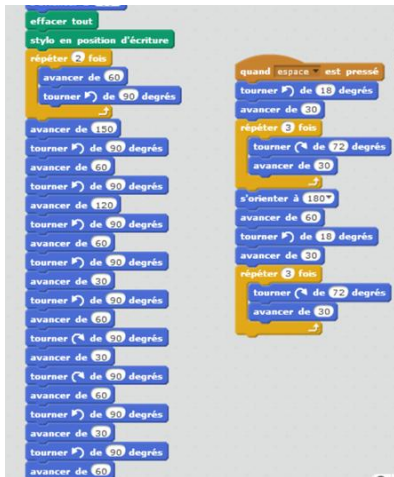 effacer tout
stylo en position d'écriture
répéter 2 fois
avancer de 60
tourner ↶ de 90 degrés
avancer de 150
tourner ↶ de 90 degrés
avancer de 60
tourner ↶ de 90 degrés
avancer de 120
tourner ↶ de 90 degrés
avancer de 60
tourner ↶ de 90 degrés
avancer de 30
tourner ↶ de 90 degrés
avancer de 60
tourner ↷ de 90 degrés
avancer de 30
tourner ↷ de 90 degrés
avancer de 60
tourner ↶ de 90 degrés
avancer de 30
tourner ↶ de 90 degrés
avancer de 60
quand espace est pressé
tourner ↶ de 18 degrés
avancer de 30
répéter 3 fois
tourner ↷ de 72 degrés
avancer de 30
s'orienter à 180
avancer de 60
tourner ↶ de 18 degrés
avancer de 30
répéter 3 fois
tourner ↷ de 72 degrés
avancer de 30